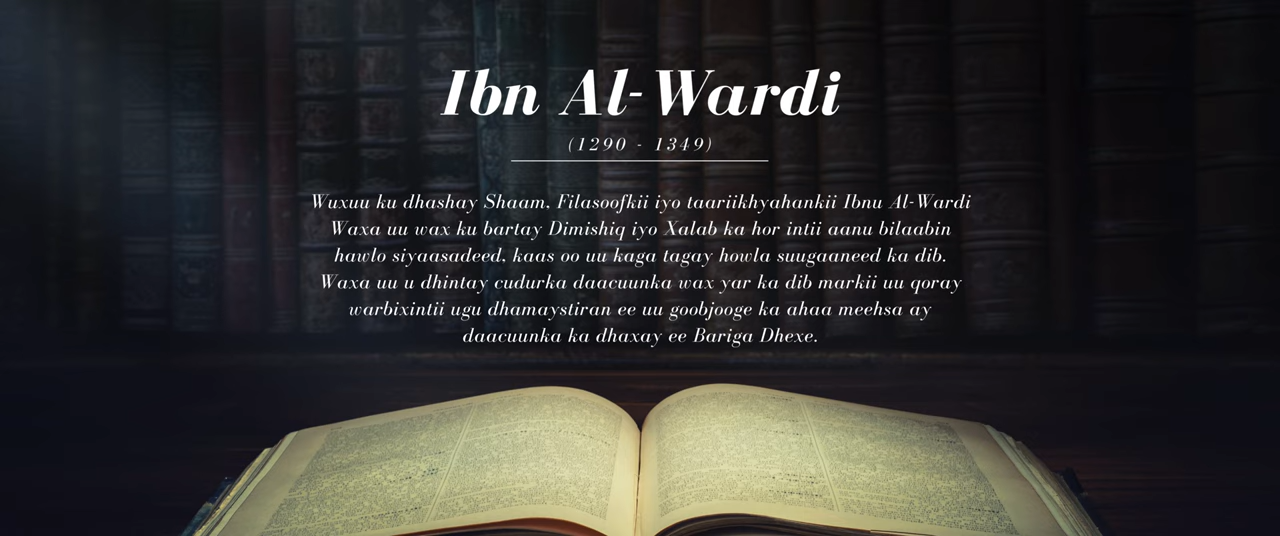 Ibn Al-Wardi
(1290 - 1349)
Wuxuu ku dhashay Shaam, Filasoofkii iyo taariikhyahankii Ibnu Al-Wardi
Waxa uu wax ku bartay Dimishiq iyo Xalab ka hor intii aanu bilaabin
hawlo siyaasadeed, kaas oo uu kaga tagay howla suugaaneed ka dib.
Waxa uu u dhintay cudurka daacuunka wax yar ka dib markii uu qoray
warbixintii ugu dhamaystiran ee uu goobjooge ka ahaa meehsa ay
daacuunka ka dhaxay ee Bariga Dhexe.